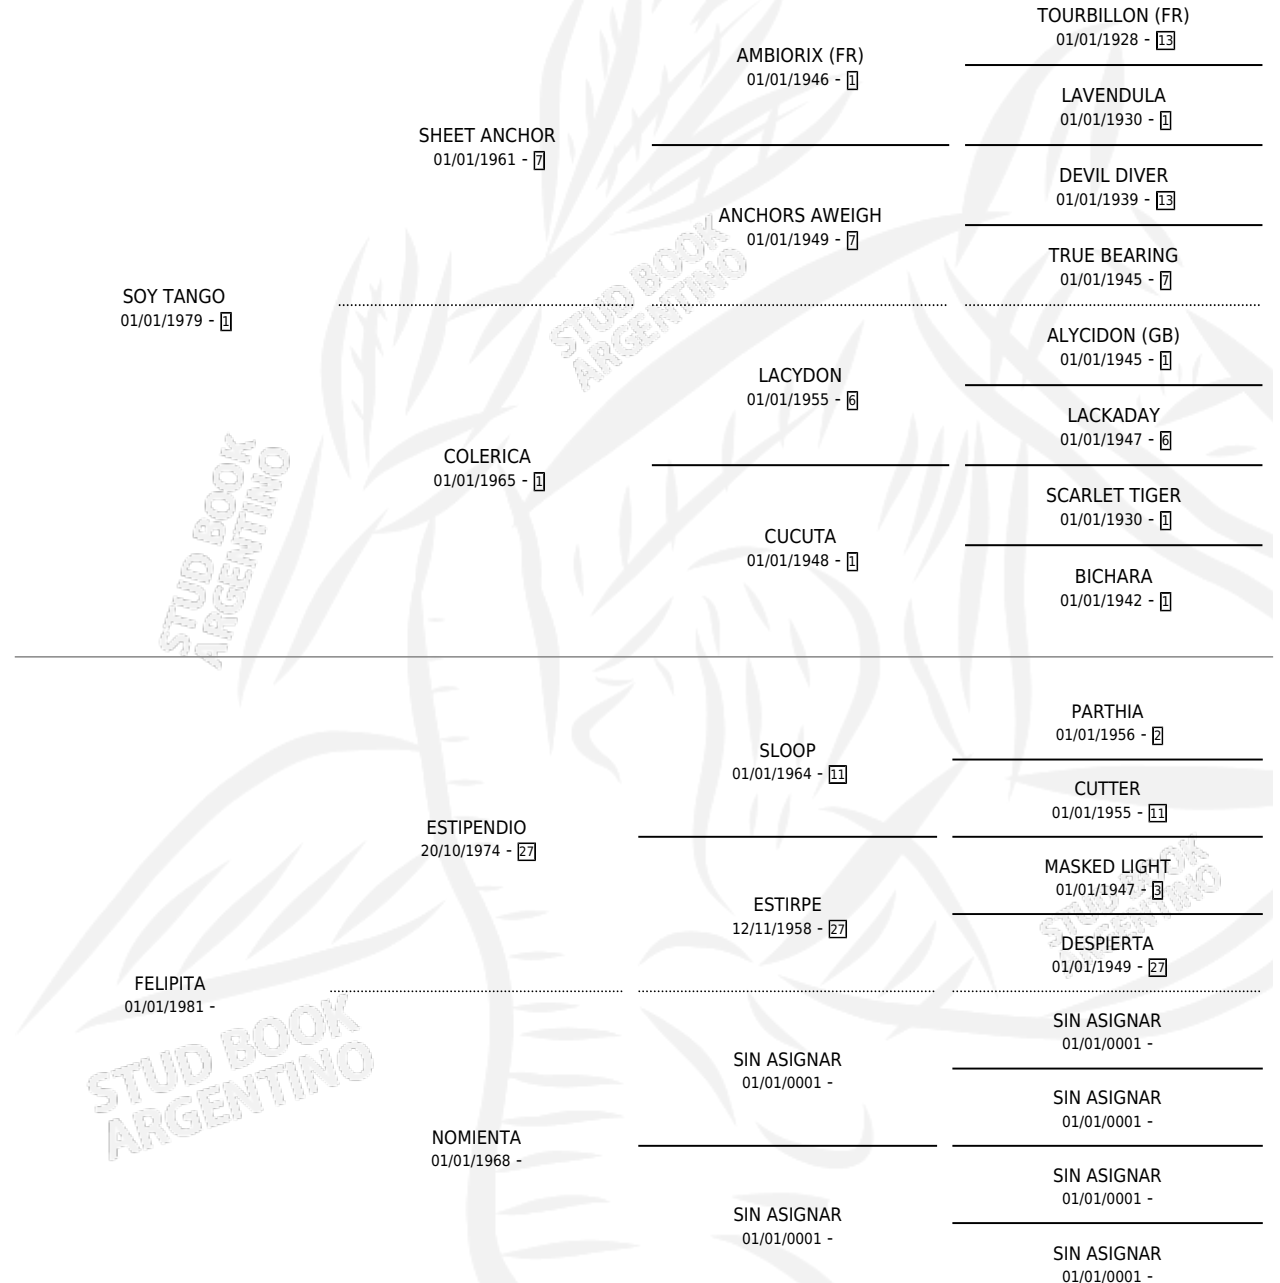 TOURBILLON (FR)
01/01/1928 - 13
AMBIORIX (FR)
01/01/1946 - 1
LAVENDULA
01/01/1930 - 1
SHEET ANCHOR
01/01/1961 - 7
DEVIL DIVER
01/01/1939 - 13
ANCHORS AWEIGH
01/01/1949 - 7
TRUE BEARING
01/01/1945 - 7
SOY TANGO
01/01/1979 - 1
ALYCIDON (GB)
01/01/1945 - 1
LACYDON
01/01/1955 - 6
LACKADAY
01/01/1947 - 6
COLERICA
01/01/1965 - 1
SCARLET TIGER
01/01/1930 - 1
CUCUTA
01/01/1948 - 1
BICHARA
01/01/1942 - 1
PARTHIA
01/01/1956 - 2
SLOOP
01/01/1964 - 11
CUTTER
01/01/1955 - 11
ESTIPENDIO
20/10/1974 - 27
MASKED LIGHT
01/01/1947 - 3
ESTIRPE
12/11/1958 - 27
DESPIERTA
01/01/1949 - 27
FELIPITA
01/01/1981 -
SIN ASIGNAR
01/01/0001 -
SIN ASIGNAR
01/01/0001 -
SIN ASIGNAR
01/01/0001 -
NOMIENTA
01/01/1968 -
SIN ASIGNAR
01/01/0001 -
SIN ASIGNAR
01/01/0001 -
SIN ASIGNAR
01/01/0001 -
STUD BOOK
ARGENTINO
STUD BOOK
ARGENTINO
STUD BOOK
ARGENTINO
STUD BOOK
ARGENTINO